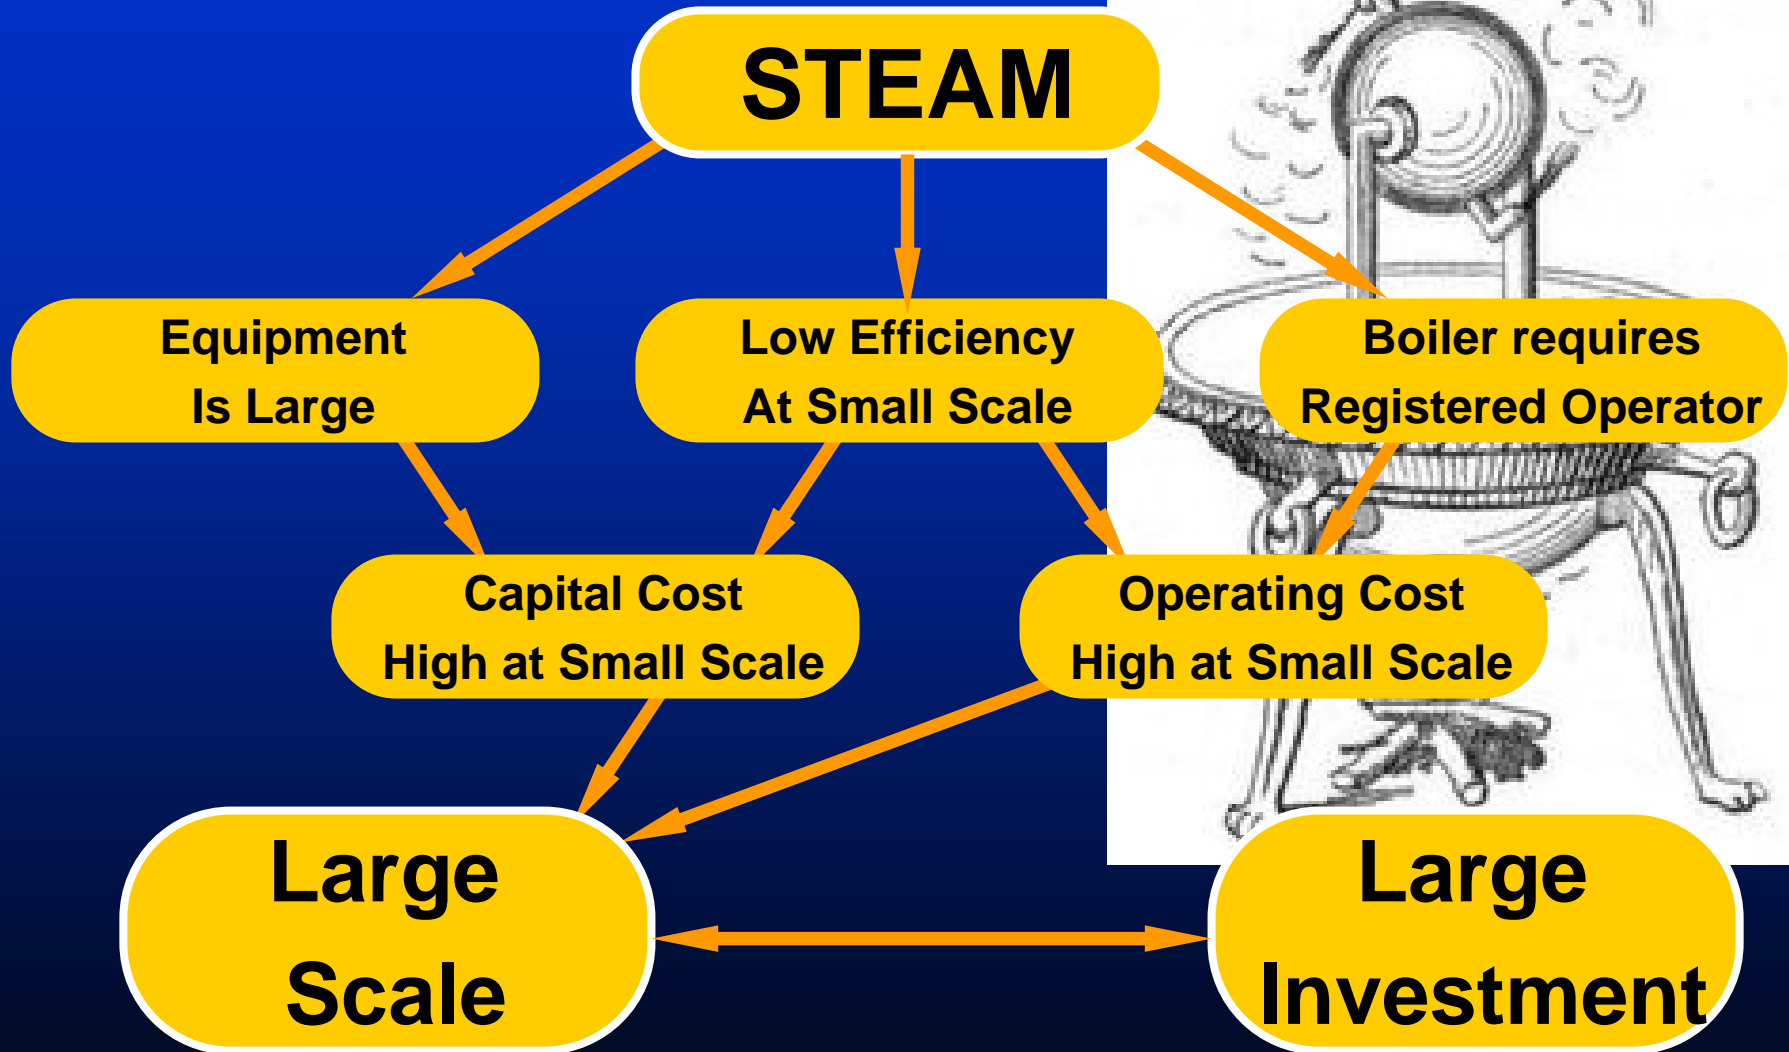 STEAM
Equipment
Is Large
Low Efficiency
At Small Scale
Boiler requires
Registered Operator
Capital Cost
High at Small Scale
Operating Cost
High at Small Scale
Large
Scale
Large
Investment